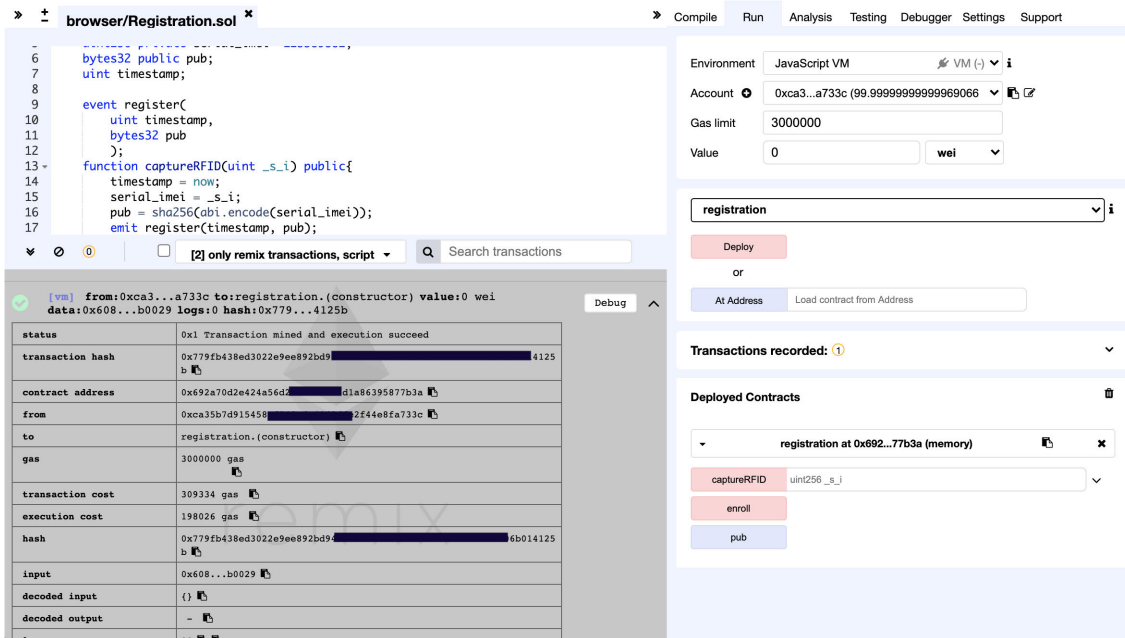 browser/Registration.sol
5
6 bytes32 public pub;
7 uint timestamp;
8
9 event register(
10 uint timestamp,
11 bytes32 pub
12 );
13 function captureRFID(uint _s_i) public{
14 timestamp = now;
15 serial_imei = _s_i;
16 pub = sha256(abi.encode(serial_imei));
17 emit register(timestamp, pub);
0 [2] only remix transactions, script Search transactions
[vm] from:0xca3...a733c to:registration.(constructor) value:0 wei
data:0x608...b0029 logs:0 hash:0x779...4125b
Debug
status 0x1 Transaction mined and execution succeed
transaction hash 0x779fb438ed3022e9ee892bd9 4125
b
contract address 0x692a70d2e424a56d2 d1a86395877b3a
from 0xca35b7d915458 2f44e8fa733c
to registration.(constructor)
gas 3000000 gas
transaction cost 309334 gas
execution cost 198026 gas
hash 0x779fb438ed3022e9ee892bd94 6b014125
b
input 0x608...b0029
decoded input {}
decoded output -
remix
Compile Run Analysis Testing Debugger Settings Support
Environment JavaScript VM VM (-) i
Account 0xca3...a733c (99.99999999999969066
Gas limit 3000000
Value 0 wei
registration i
Deploy
or
At Address Load contract from Address
Transactions recorded: 1
Deployed Contracts
registration at 0x692...77b3a (memory)
captureRFID uint256 _s_i
enroll
pub